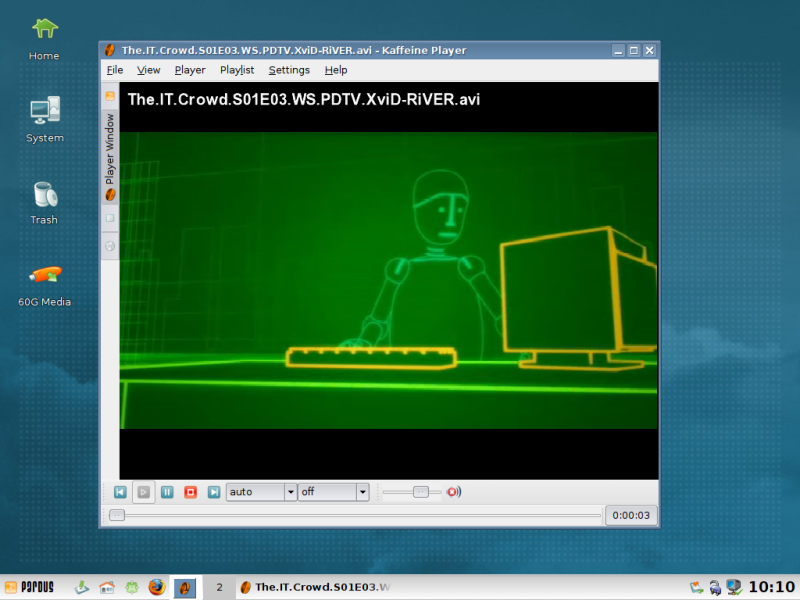 The.IT.Crowd.S01E03.WS.PDTV.XviD-RiVER.avi - Kaffeine Player
File View Player Playlist Settings Help
The.IT.Crowd.S01E03.WS.PDTV.XviD-RiVER.avi
Player Window
Home
System
Trash
60G Media
auto off
0:00:03
PARDUS 2 The.IT.Crowd.S01E03.W 10:10